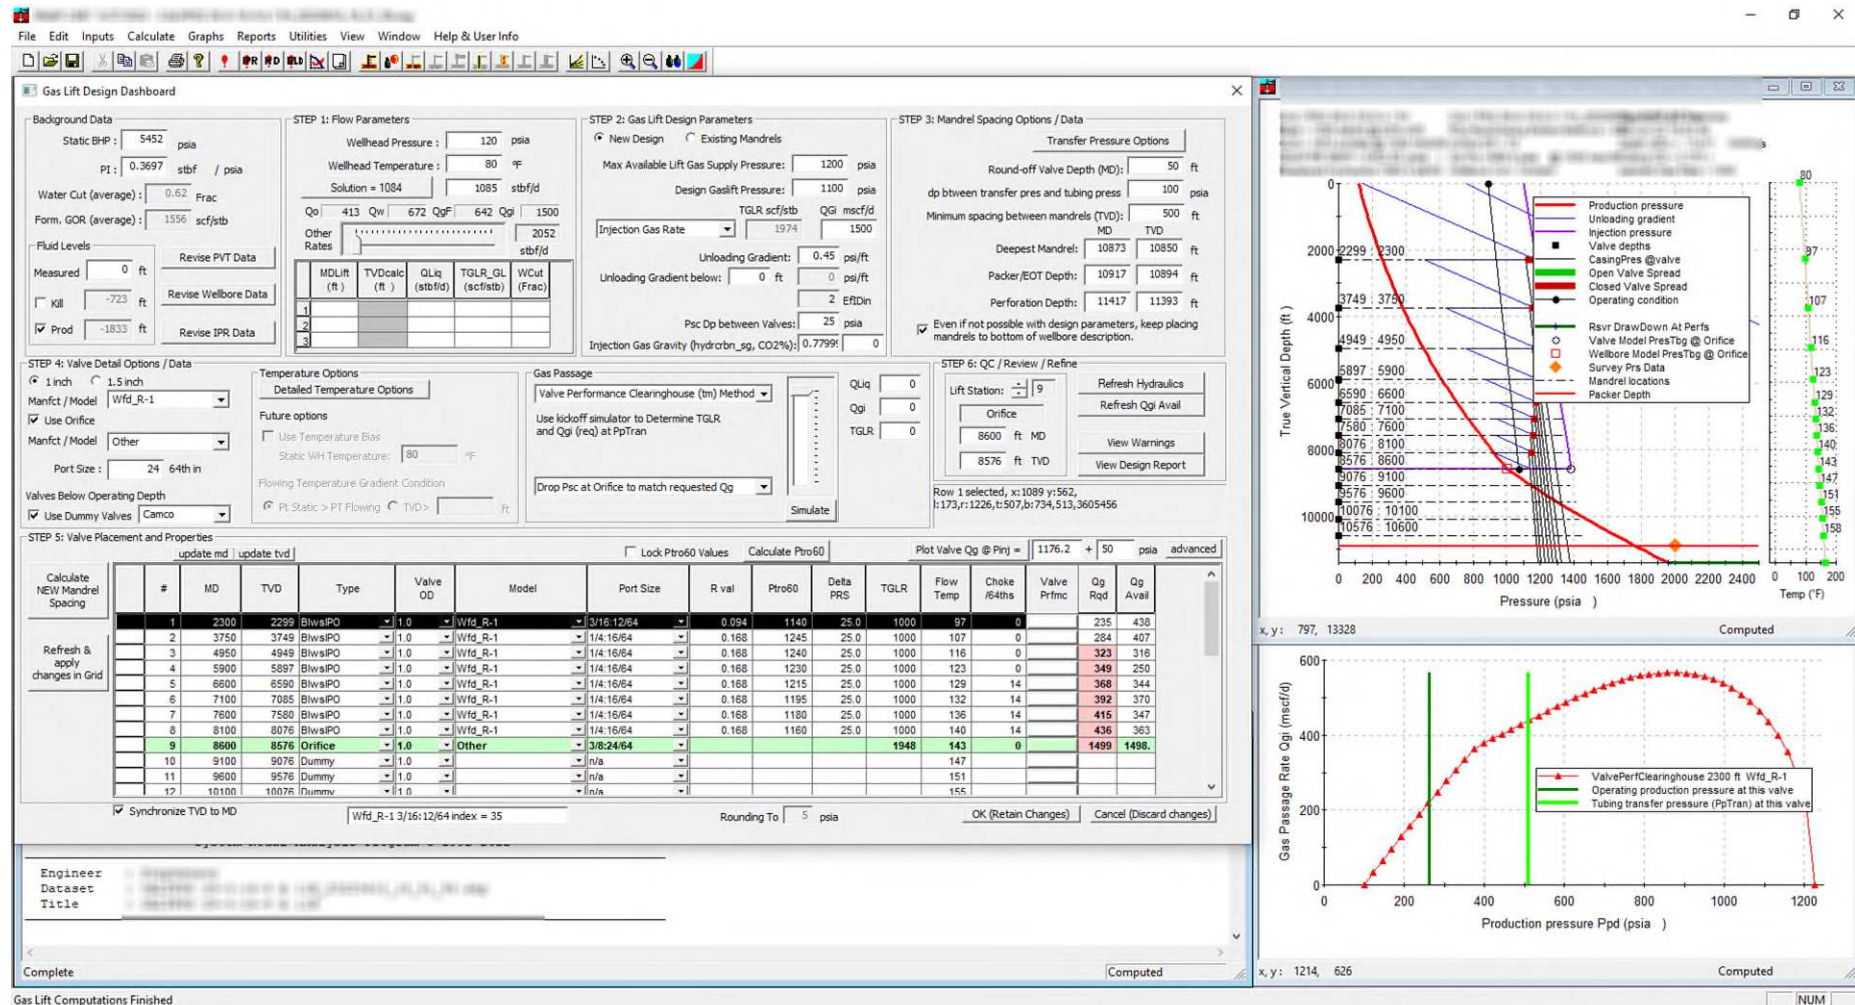 File Edit Inputs Calculate Graphs Reports Utilities View Window Help & User Info
Gas Lift Design Dashboard
Background Data
Static BHP : 5452 psia
PI : 0.3697 stbf / psia
Water Cut (average) : 0.62 Frac
Form. GOR (average) : 1556 scf/stb
Fluid Levels
Measured 0 ft
Kill -723 ft
Prod -1833 ft
Revise PVT Data
Revise Wellbore Data
Revise IPR Data
STEP 1: Flow Parameters
Wellhead Pressure : 120 psia
Wellhead Temperature : 80 ºF
Solution = 1084 1085 stbf/d
Qo 413 Qw 672 QgF 642 Qgi 1500
Other Rates 2052 stbf/d
MDLift (ft ) TVDcalc (ft ) QLiq (stbf/d) TGLR_GL (scf/stb) WCut (Frac)
1
2
3
STEP 2: Gas Lift Design Parameters
New Design Existing Mandrels
Max Available Lift Gas Supply Pressure: 1200 psia
Design Gaslift Pressure: 1100 psia
TGLR scf/stb QGi mscf/d
Injection Gas Rate 1974 1500
Unloading Gradient: 0.45 psi/ft
Unloading Gradient below: 0 ft 0 psi/ft
2 EflDin
Psc Dp between Valves: 25 psia
Injection Gas Gravity (hydrcrbn_sg, CO2%): 0.7799 0
STEP 3: Mandrel Spacing Options / Data
Transfer Pressure Options
Round-off Valve Depth (MD): 50 ft
dp btween transfer pres and tubing press 100 psia
Minimum spacing between mandrels (TVD): 500 ft
MD TVD
Deepest Mandrel: 10873 10850 ft
Packer/EOT Depth: 10917 10894 ft
Perforation Depth: 11417 11393 ft
Even if not possible with design parameters, keep placing
mandrels to bottom of wellbore description.
STEP 4: Valve Detail Options / Data
1 inch 1.5 inch
Manfct / Model Wfd_R-1
Use Orifice
Manfct / Model Other
Port Size : 24 64th in
Valves Below Operating Depth
Use Dummy Valves Camco
Temperature Options
Detailed Temperature Options
Future options
Use Temperature Bias
Static WH Temperature: 80 ºF
Flowing Temperature Gradient Condition
Pt Static > PT Flowing TVD> ft
Gas Passage
Valve Performance Clearinghouse (tm) Method
Use kickoff simulator to Determine TGLR
and Qgi (req) at PpTran
Drop Psc at Orifice to match requested Qg
Simulate
QLiq 0
Qgi 0
TGLR 0
STEP 6: QC / Review / Refine
Lift Station: 9
Orifice
8600 ft MD
8576 ft TVD
Refresh Hydraulics
Refresh Qgi Avail
View Warnings
View Design Report
Row 1 selected, x:1089 y:562,
l:173,r:1226,t:507,b:734,513,3605456
STEP 5: Valve Placement and Properties
update md update tvd Lock Ptro60 Values Calculate Ptro60 Plot Valve Qg @ Pinj = 1176.2 + 50 psia advanced
Calculate NEW Mandrel Spacing
Refresh & apply changes in Grid
# MD TVD Type Valve OD Model Port Size R val Ptro60 Delta PRS TGLR Flow Temp Choke /64ths Valve Prfmc Qg Rqd Qg Avail
1 2300 2299 BlwsIPO 1.0 Wfd_R-1 3/16:12/64 0.094 1140 25.0 1000 97 0 235 438
2 3750 3749 BlwsIPO 1.0 Wfd_R-1 1/4:16/64 0.168 1245 25.0 1000 107 0 284 407
3 4950 4949 BlwsIPO 1.0 Wfd_R-1 1/4:16/64 0.168 1240 25.0 1000 116 0 323 316
4 5900 5897 BlwsIPO 1.0 Wfd_R-1 1/4:16/64 0.168 1230 25.0 1000 123 0 349 250
5 6600 6590 BlwsIPO 1.0 Wfd_R-1 1/4:16/64 0.168 1215 25.0 1000 129 14 368 344
6 7100 7085 BlwsIPO 1.0 Wfd_R-1 1/4:16/64 0.168 1195 25.0 1000 132 14 392 370
7 7600 7580 BlwsIPO 1.0 Wfd_R-1 1/4:16/64 0.168 1180 25.0 1000 136 14 415 347
8 8100 8076 BlwsIPO 1.0 Wfd_R-1 1/4:16/64 0.168 1160 25.0 1000 140 14 436 363
9 8600 8576 Orifice 1.0 Other 3/8:24/64 1948 143 0 1499 1498.
10 9100 9076 Dummy 1.0 n/a 147
11 9600 9576 Dummy 1.0 n/a 151
12 10100 10076 Dummy 1.0 n/a 155
Synchronize TVD to MD Wfd_R-1 3/16:12/64 index = 35 Rounding To 5 psia OK (Retain Changes) Cancel (Discard changes)
Engineer :
Dataset :
Title :
Complete Computed
Gas Lift Computations Finished NUM
True Vertical Depth (ft )
0
2000
4000
6000
8000
10000
2299 : 2300
3749 : 3750
4949 : 4950
5897 : 5900
6590 : 6600
7085 : 7100
7580 : 7600
8076 : 8100
8576 : 8600
9076 : 9100
9576 : 9600
10076 : 10100
10576 : 10600
Production pressure
Unloading gradient
Injection pressure
Valve depths
CasingPres @valve
Open Valve Spread
Closed Valve Spread
Operating condition
Rsvr DrawDown At Perfs
Valve Model PresTbg @ Orifice
Wellbore Model PresTbg @ Orifice
Survey Prs Data
Mandrel locations
Packer Depth
0 200 400 600 800 1000 1200 1400 1600 1800 2000 2200 2400
Pressure (psia )
80
97
107
116
123
129
132
136
140
143
147
151
155
158
0 100 200
Temp (°F)
x, y : 797, 13328 Computed
Gas Passage Rate Qgi (mscf/d)
600
400
200
0
ValvePerfClearinghouse 2300 ft Wfd_R-1
Operating production pressure at this valve
Tubing transfer pressure (PpTran) at this valve
0 200 400 600 800 1000 1200
Production pressure Ppd (psia )
x, y : 1214, 626 Computed